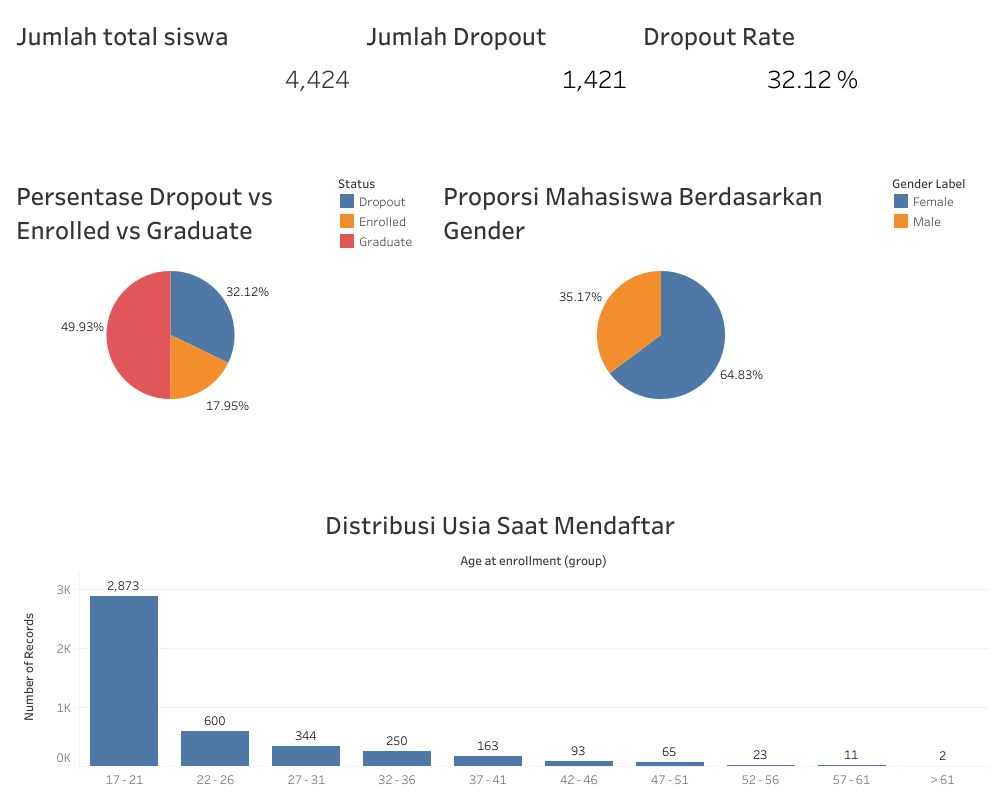 Jumlah total siswa
Jumlah Dropout
Dropout Rate
4,424
1,421
32.12 %
Persentase Dropout vs
Enrolled vs Graduate
Status
Dropout
Enrolled
Graduate
32.12%
49.93%
17.95%
Proporsi Mahasiswa Berdasarkan
Gender
Gender Label
Female
Male
35.17%
64.83%
Distribusi Usia Saat Mendaftar
Age at enrollment (group)
Number of Records
3K
2K
1K
0K
2,873
600
344
250
163
93
65
23
11
2
17 - 21
22 - 26
27 - 31
32 - 36
37 - 41
42 - 46
47 - 51
52 - 56
57 - 61
> 61